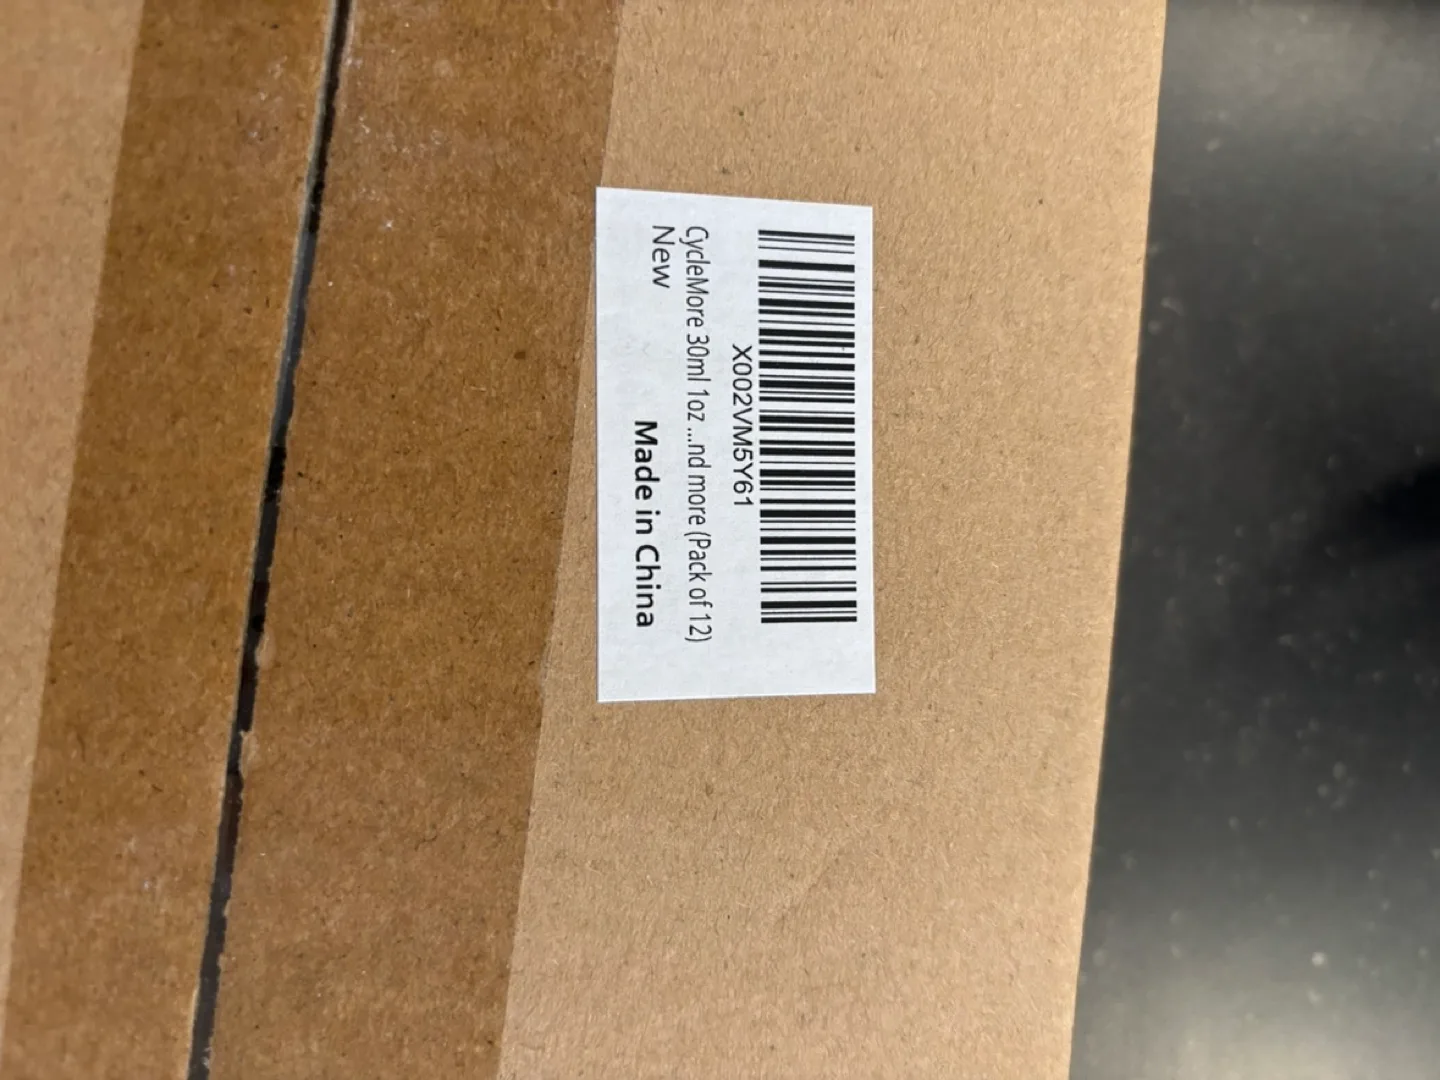 X002VM5Y61
CycleMore 30ml 1oz ...nd more (Pack of 12)
New
Made in China